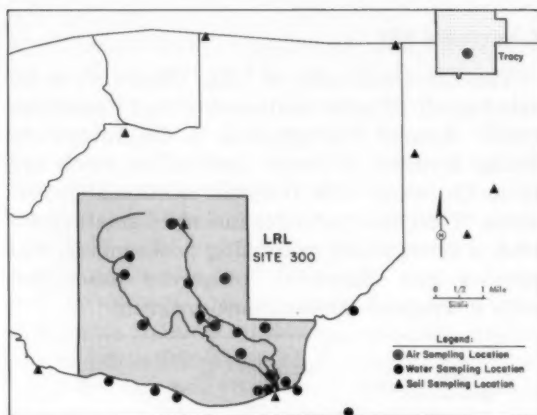 Tracy
LRL
SITE 300
N
0 1/2 1 Mile
Scale
Legend:
Air Sampling Location
Water Sampling Location
Soil Sampling Location